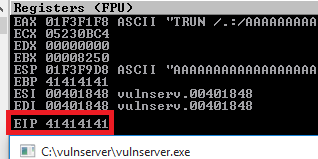 Registers (FPU)
EAX 01F3F1F8 ASCII "TRUN /.:/AAAAAAAAA
ECX 05230BC4
EDX 00000000
EBX 00008250
ESP 01F3F9D8 ASCII "AAAAAAAAAAAAAAAAAA
EBP 41414141
ESI 00401848 vulnserv.00401848
EDI 00401848 vulnserv.00401848
EIP 41414141
C:\vulnserver\vulnserver.exe